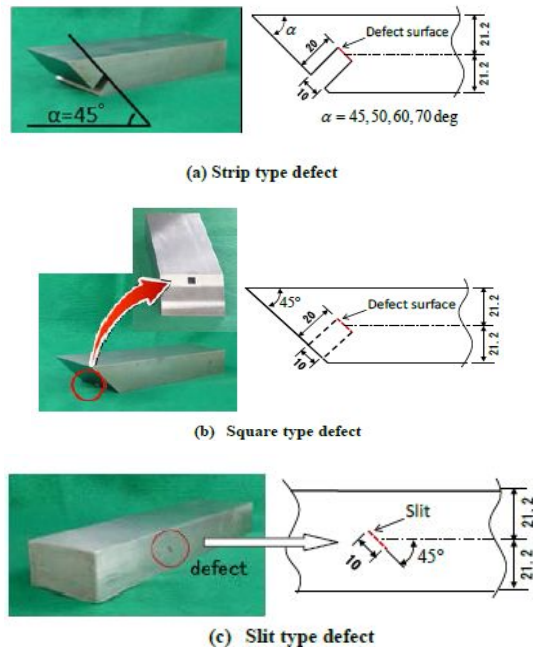 α=45°
α
20
Defect surface
10
21.2
21.2
α = 45, 50, 60, 70 deg
(a) Strip type defect
45°
20
Defect surface
10
21.2
21.2
(b) Square type defect
defect
Slit
10
45°
21.2
21.2
(c) Slit type defect